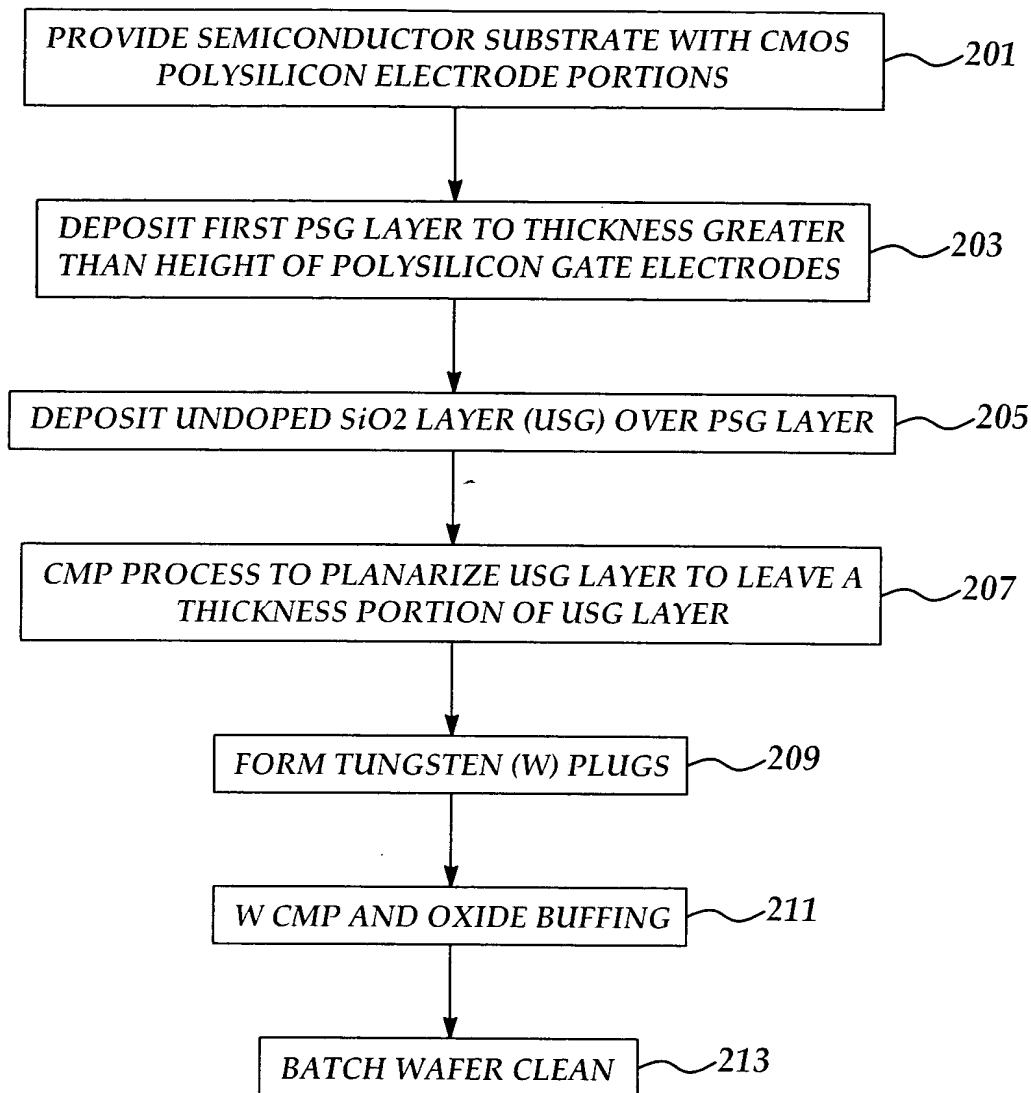 PROVIDE SEMICONDUCTOR SUBSTRATE WITH CMOS
POLYSILICON ELECTRODE PORTIONS
201
DEPOSIT FIRST PSG LAYER TO THICKNESS GREATER
THAN HEIGHT OF POLYSILICON GATE ELECTRODES
203
DEPOSIT UNDOPED SiO2 LAYER (USG) OVER PSG LAYER
205
CMP PROCESS TO PLANARIZE USG LAYER TO LEAVE A
THICKNESS PORTION OF USG LAYER
207
FORM TUNGSTEN (W) PLUGS
209
W CMP AND OXIDE BUFFING
211
BATCH WAFER CLEAN
213